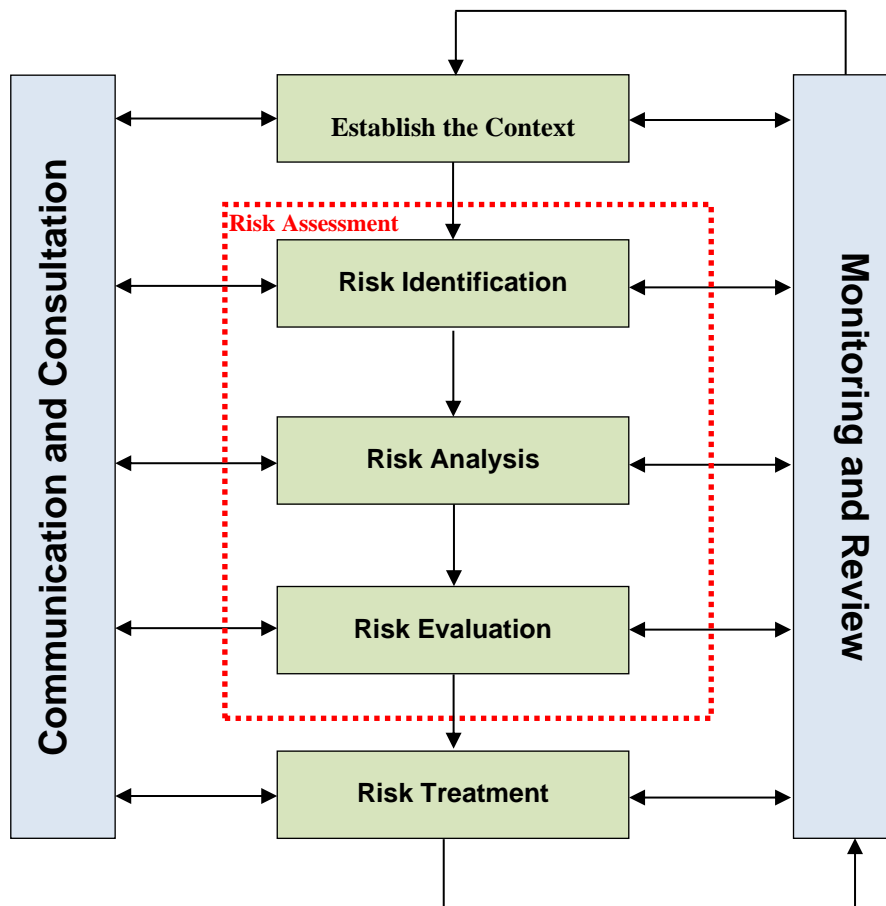 Establish the Context
Risk Assessment
Risk Identification
Risk Analysis
Risk Evaluation
Risk Treatment
Communication and Consultation
Monitoring and Review